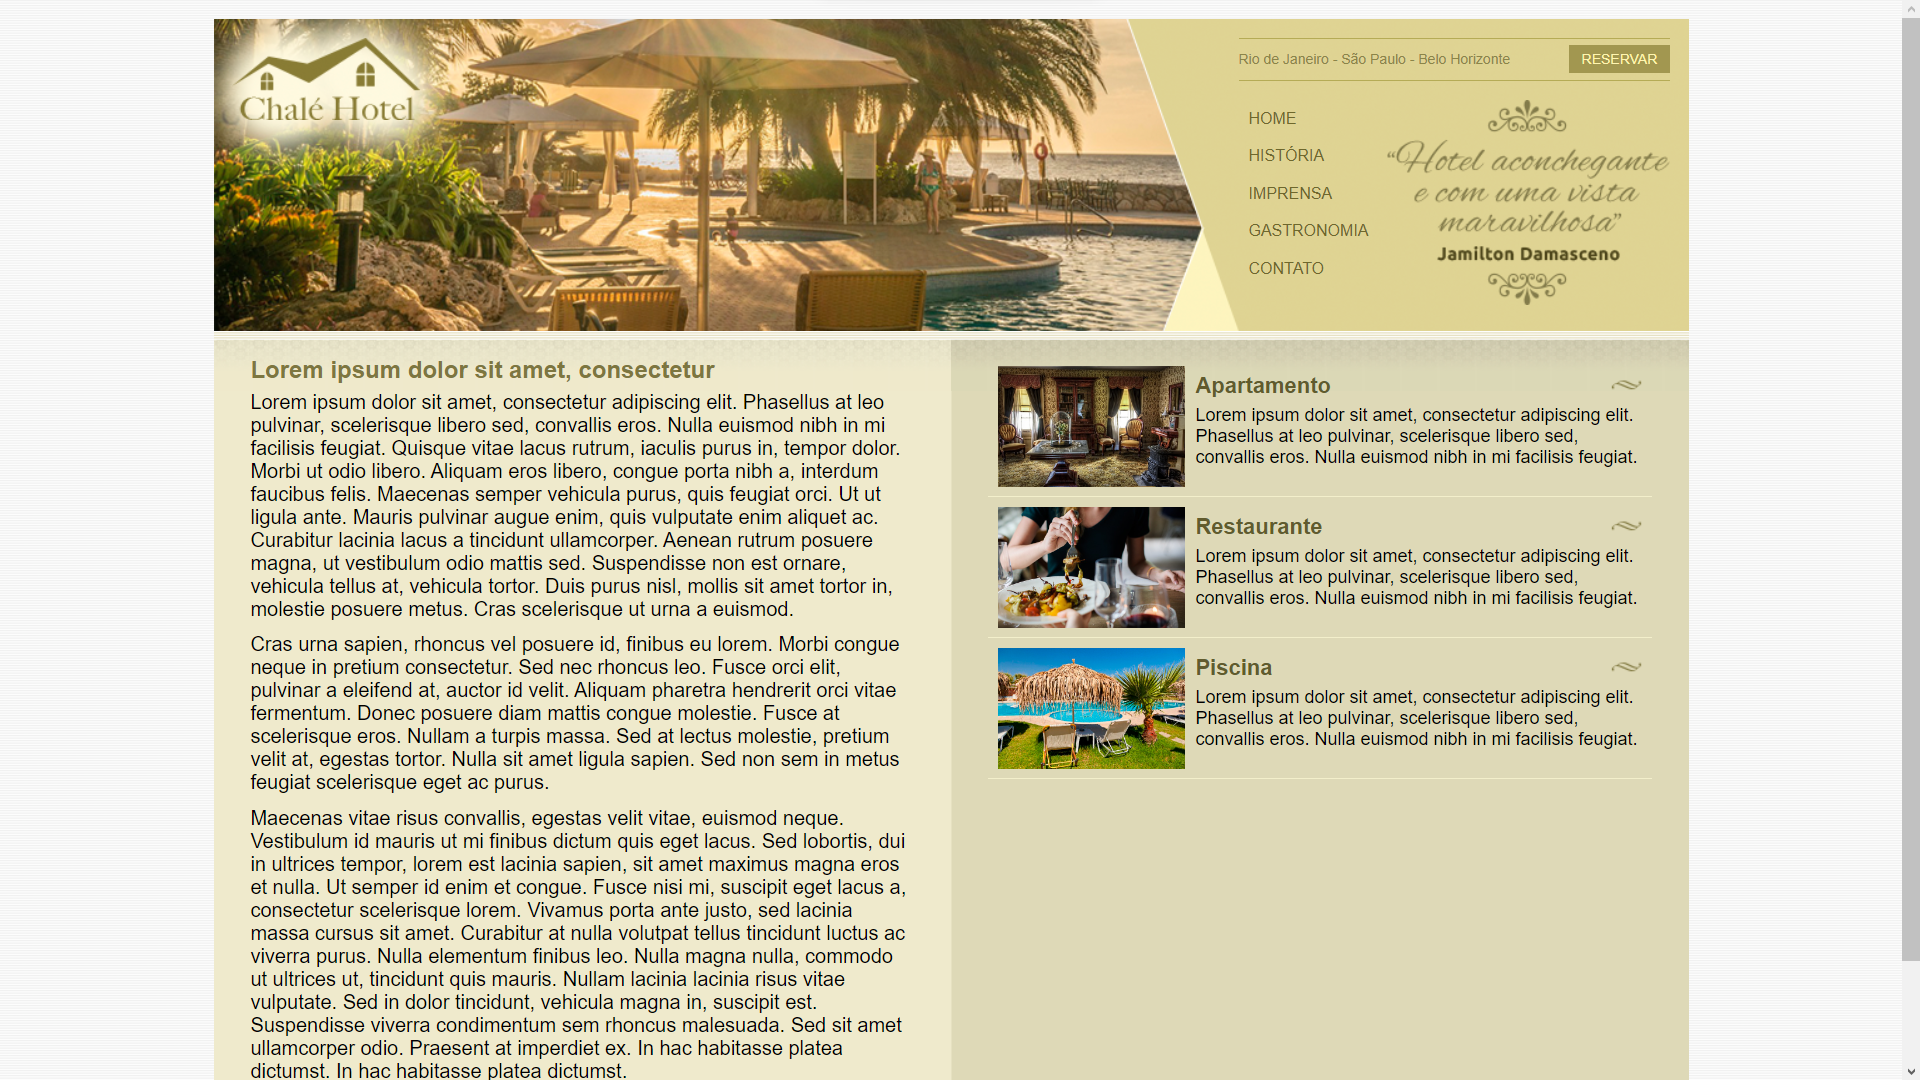 Chalé Hotel
Rio de Janeiro - São Paulo - Belo Horizonte
RESERVAR
HOME
HISTÓRIA
IMPRENSA
GASTRONOMIA
CONTATO
“Hotel aconchegante
e com uma vista
maravilhosa”
Jamilton Damasceno
Lorem ipsum dolor sit amet, consectetur
Lorem ipsum dolor sit amet, consectetur adipiscing elit. Phasellus at leo
pulvinar, scelerisque libero sed, convallis eros. Nulla euismod nibh in mi
facilisis feugiat. Quisque vitae lacus rutrum, iaculis purus in, tempor dolor.
Morbi ut odio libero. Aliquam eros libero, congue porta nibh a, interdum
faucibus felis. Maecenas semper vehicula purus, quis feugiat orci. Ut ut
ligula ante. Mauris pulvinar augue enim, quis vulputate enim aliquet ac.
Curabitur lacinia lacus a tincidunt ullamcorper. Aenean rutrum posuere
magna, ut vestibulum odio mattis sed. Suspendisse non est ornare,
vehicula tellus at, vehicula tortor. Duis purus nisl, mollis sit amet tortor in,
molestie posuere metus. Cras scelerisque ut urna a euismod.
Cras urna sapien, rhoncus vel posuere id, finibus eu lorem. Morbi congue
neque in pretium consectetur. Sed nec rhoncus leo. Fusce orci elit,
pulvinar a eleifend at, auctor id velit. Aliquam pharetra hendrerit orci vitae
fermentum. Donec posuere diam mattis congue molestie. Fusce at
scelerisque eros. Nullam a turpis massa. Sed at lectus molestie, pretium
velit at, egestas tortor. Nulla sit amet ligula sapien. Sed non sem in metus
feugiat scelerisque eget ac purus.
Maecenas vitae risus convallis, egestas velit vitae, euismod neque.
Vestibulum id mauris ut mi finibus dictum quis eget lacus. Sed lobortis, dui
in ultrices tempor, lorem est lacinia sapien, sit amet maximus magna eros
et nulla. Ut semper id enim et congue. Fusce nisi mi, suscipit eget lacus a,
consectetur scelerisque lorem. Vivamus porta ante justo, sed lacinia
massa cursus sit amet. Curabitur at nulla volutpat tellus tincidunt luctus ac
viverra purus. Nulla elementum finibus leo. Nulla magna nulla, commodo
ut ultrices ut, tincidunt quis mauris. Nullam lacinia lacinia risus vitae
vulputate. Sed in dolor tincidunt, vehicula magna in, suscipit est.
Suspendisse viverra condimentum sem rhoncus malesuada. Sed sit amet
ullamcorper odio. Praesent at imperdiet ex. In hac habitasse platea
dictumst. In hac habitasse platea dictumst.
Apartamento
Lorem ipsum dolor sit amet, consectetur adipiscing elit.
Phasellus at leo pulvinar, scelerisque libero sed,
convallis eros. Nulla euismod nibh in mi facilisis feugiat.
Restaurante
Lorem ipsum dolor sit amet, consectetur adipiscing elit.
Phasellus at leo pulvinar, scelerisque libero sed,
convallis eros. Nulla euismod nibh in mi facilisis feugiat.
Piscina
Lorem ipsum dolor sit amet, consectetur adipiscing elit.
Phasellus at leo pulvinar, scelerisque libero sed,
convallis eros. Nulla euismod nibh in mi facilisis feugiat.